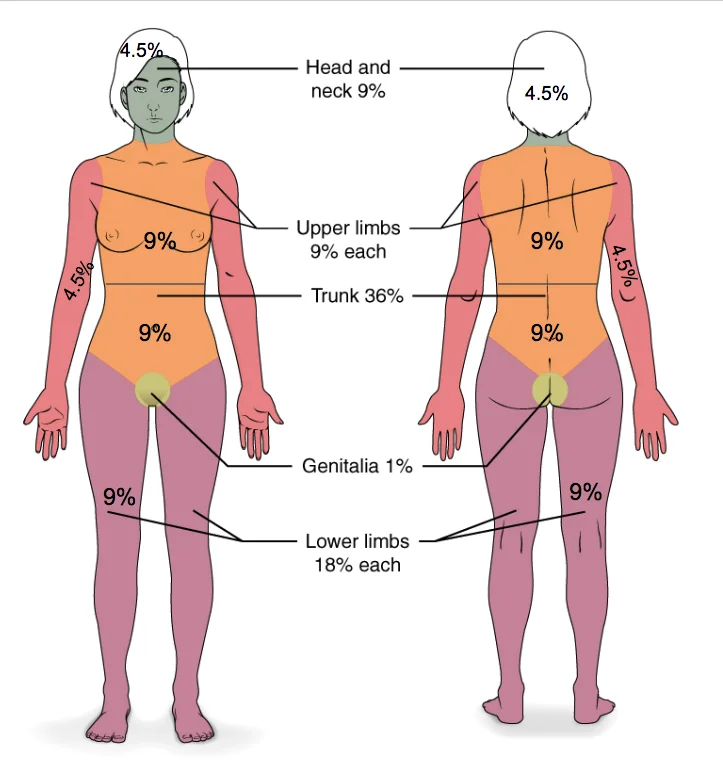 4.5%
Head and
neck 9%
4.5%
Upper limbs
9% each
9%
9%
4.5%
4.5%
Trunk 36%
9%
9%
Genitalia 1%
9%
9%
Lower limbs
18% each